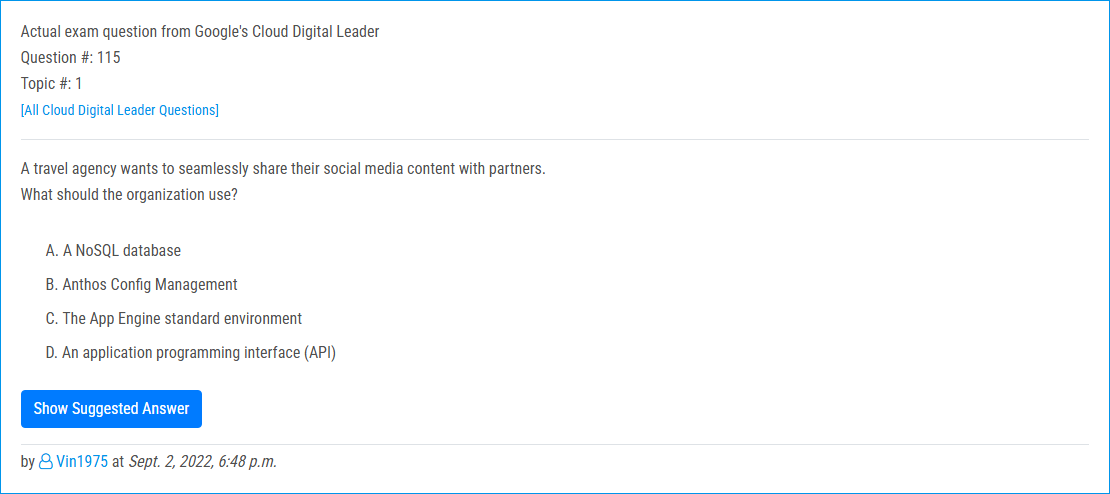 Actual exam question from Google's Cloud Digital Leader
Question #: 115
Topic #: 1
[All Cloud Digital Leader Questions]
A travel agency wants to seamlessly share their social media content with partners.
What should the organization use?
A. A NoSQL database
B. Anthos Config Management
C. The App Engine standard environment
D. An application programming interface (API)
Show Suggested Answer
by Vin1975 at Sept. 2, 2022, 6:48 p.m.